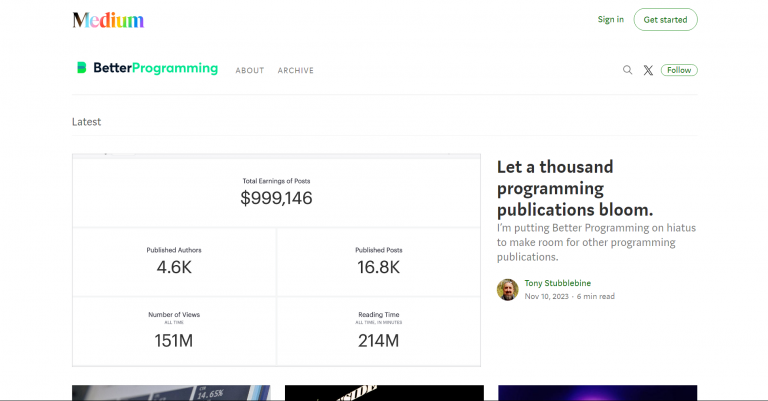 Medium
Sign in
Get started
BetterProgramming
ABOUT
ARCHIVE
Follow
Latest
Total Earnings of Posts
$999,146
Published Authors
4.6K
Published Posts
16.8K
Number of Views
ALL TIME
151M
Reading Time
ALL TIME, IN MINUTES
214M
Let a thousand
programming
publications bloom.
I'm putting Better Programming on hiatus
to make room for other programming
publications.
Tony Stubblebine
Nov 10, 2023 · 6 min read
14.65%